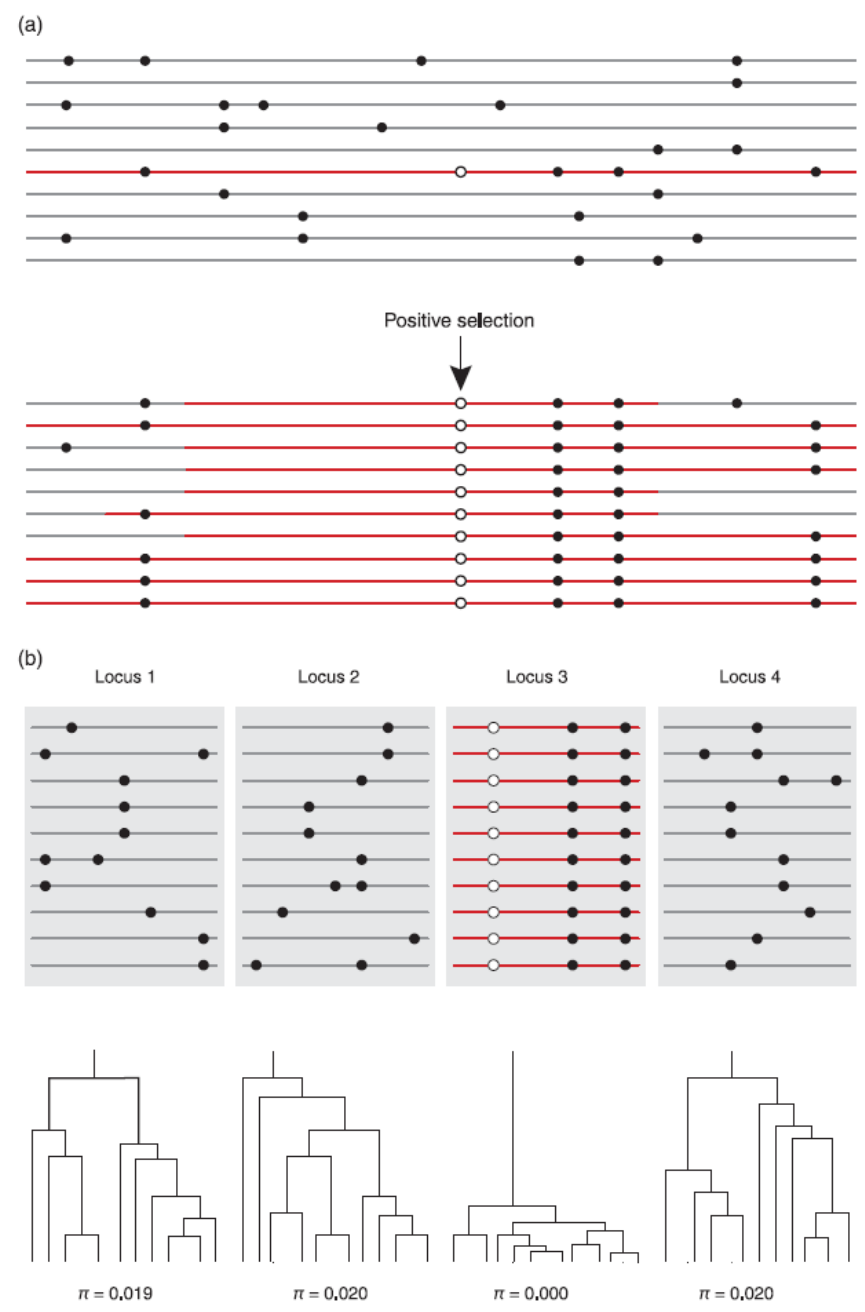 (a)
Positive selection
(b)
Locus 1 Locus 2 Locus 3 Locus 4
π = 0.019 π = 0.020 π = 0.000 π = 0.020